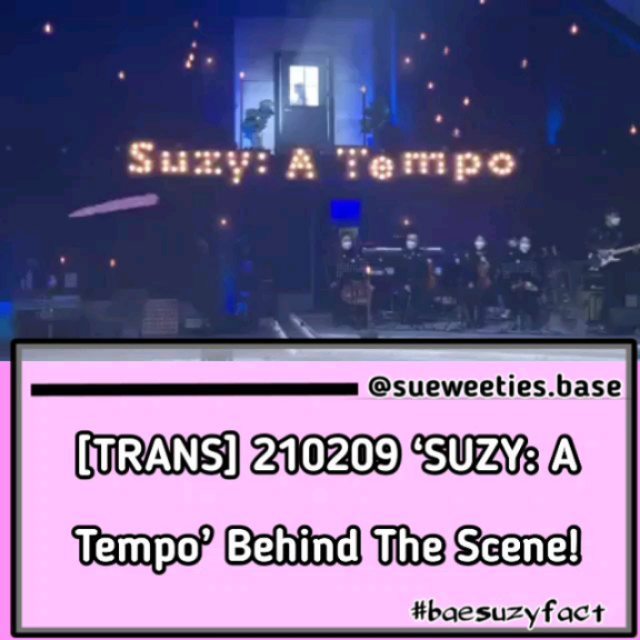 Suzy: A Tempo
@sueweeties.base
[TRANS] 210209 ‘SUZY: A
Tempo’ Behind The Scene!
#baesuzyfact